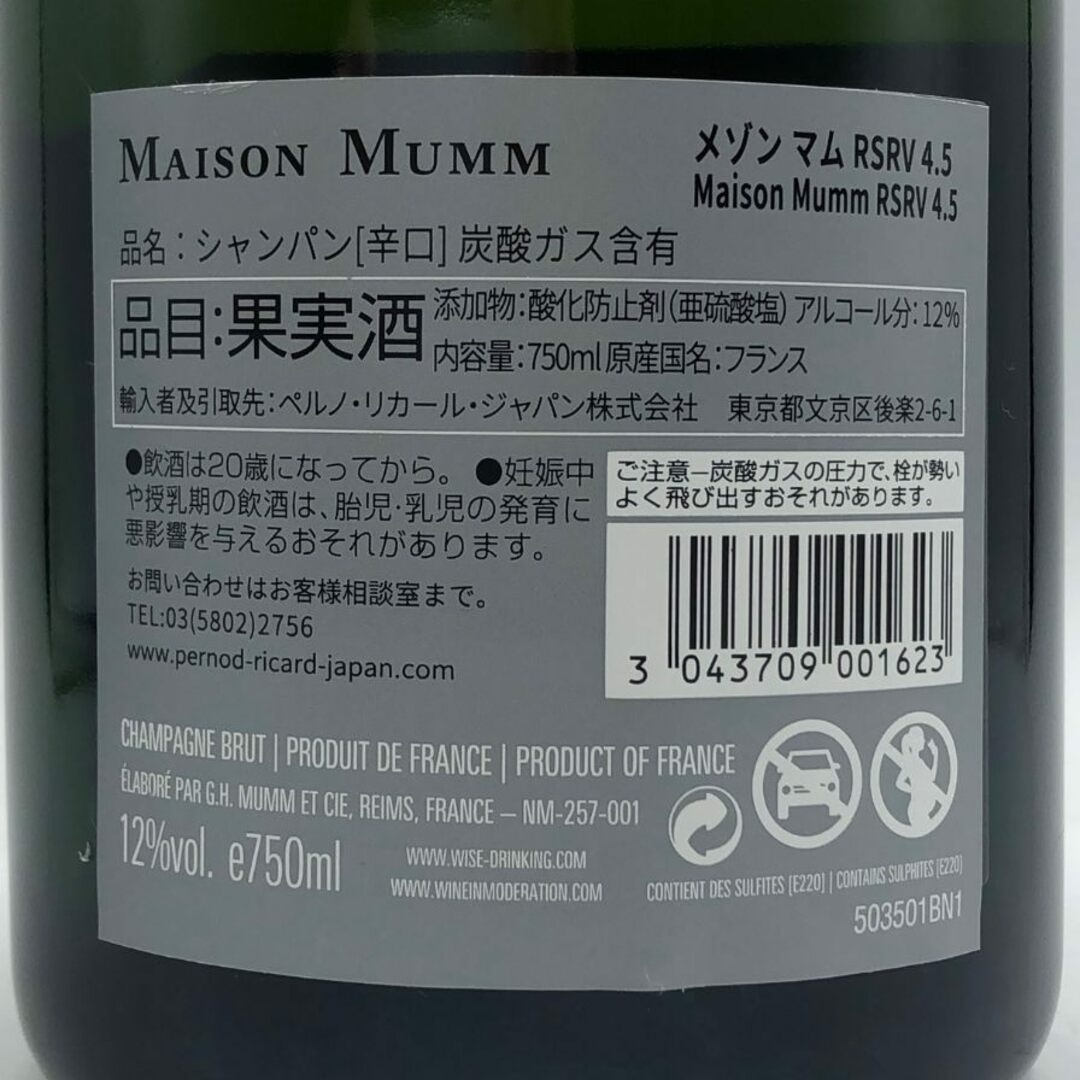 MAISON MUMM
メゾン マム RSRV 4.5
Maison Mumm RSRV 4.5
品名：シャンパン[辛口] 炭酸ガス含有
品目:果実酒
添加物:酸化防止剤(亜硫酸塩) アルコール分:12%
内容量:750ml 原産国名:フランス
輸入者及引取先:ペルノ・リカール・ジャパン株式会社 東京都文京区後楽2-6-1
●飲酒は20歳になってから。 ●妊娠中
や授乳期の飲酒は、胎児・乳児の発育に
悪影響を与えるおそれがあります。
お問い合わせはお客様相談室まで。
TEL:03(5802)2756
www.pernod-ricard-japan.com
ご注意－炭酸ガスの圧力で、栓が勢い
よく飛び出すおそれがあります。
3 043709 001623
CHAMPAGNE BRUT | PRODUIT DE FRANCE | PRODUCT OF FRANCE
ÉLABORÉ PAR G.H. MUMM ET CIE, REIMS, FRANCE – NM-257-001
12%vol. e750ml
WWW.WISE-DRINKING.COM
WWW.WINEINMODERATION.COM
CONTIENT DES SULFITES [E220] | CONTAINS SULPHITES [E220]
503501BN1